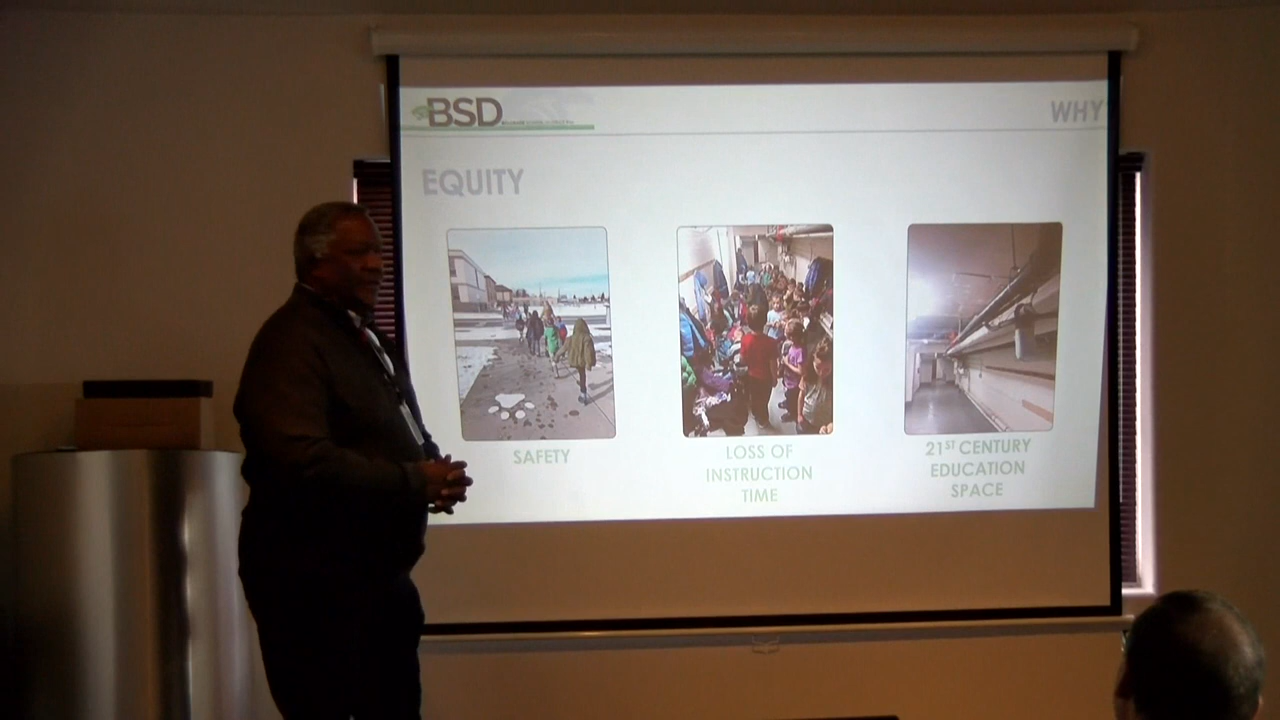 BSD
WHY
EQUITY
SAFETY
LOSS OF
INSTRUCTION
TIME
21ST CENTURY
EDUCATION
SPACE